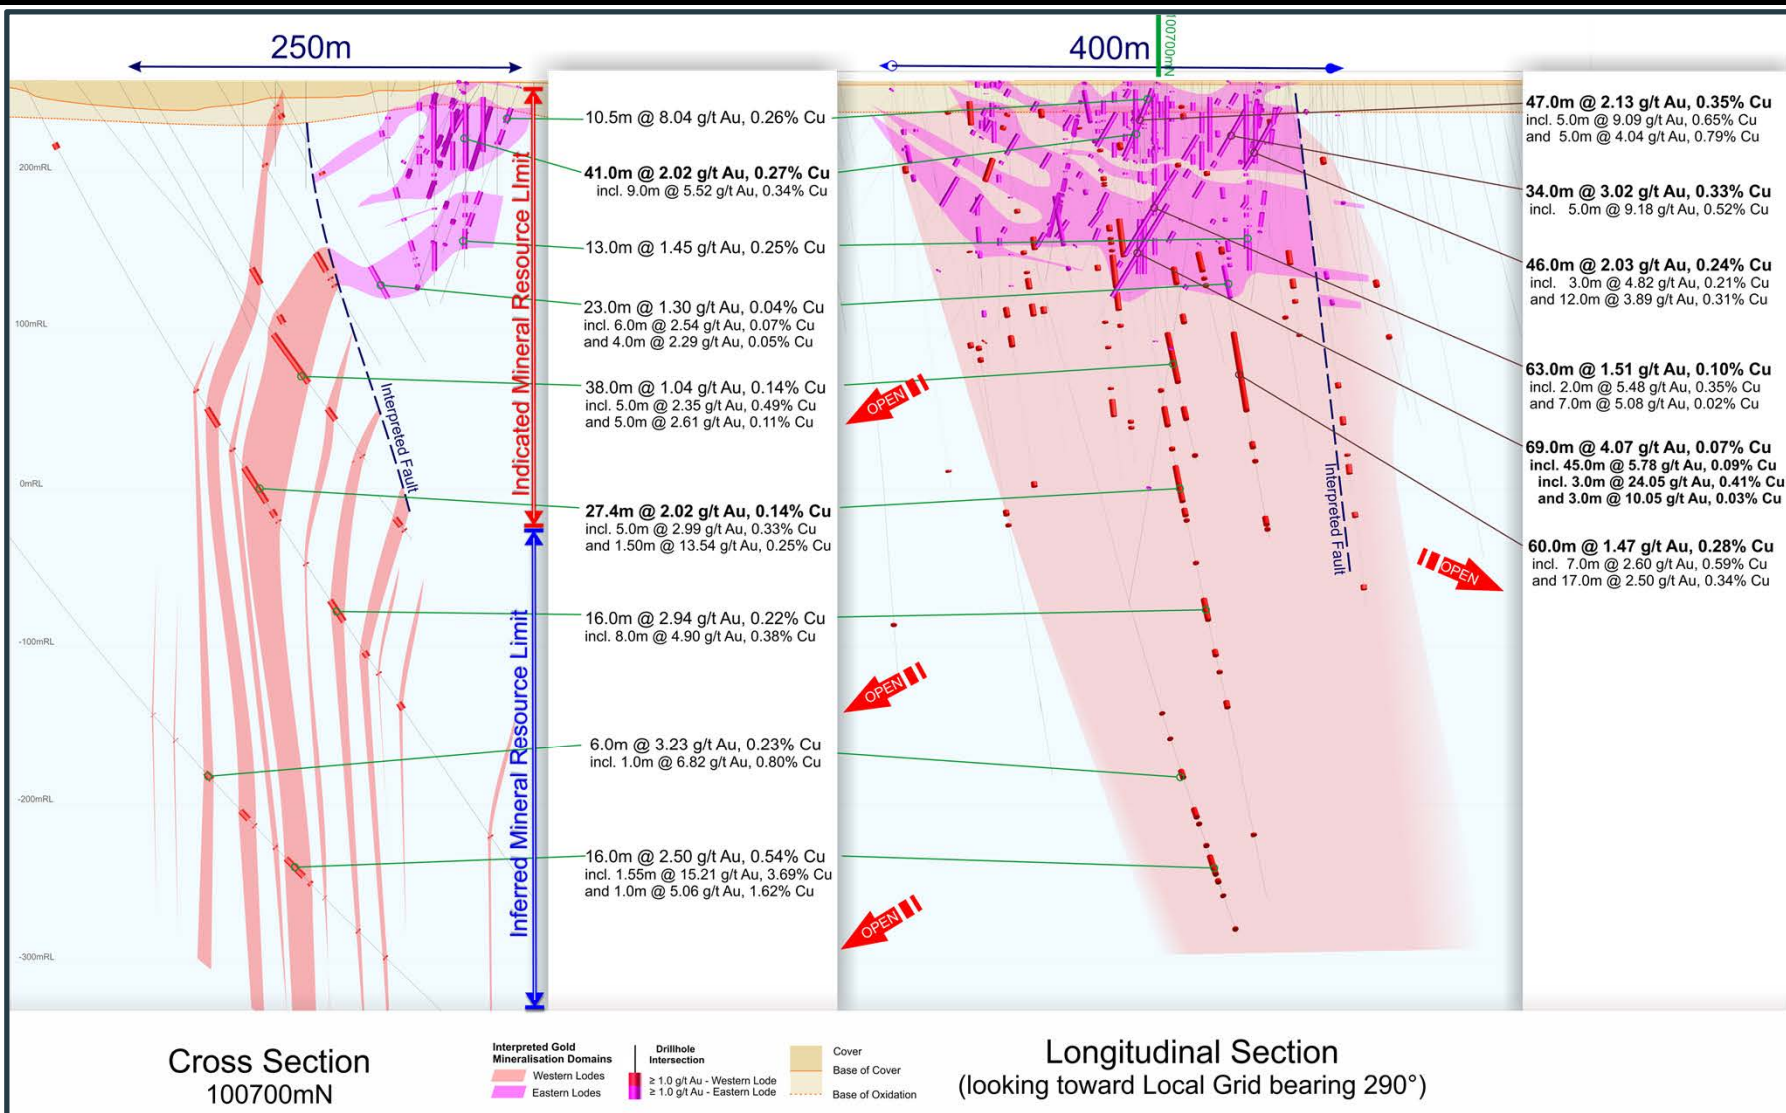 250m
400m
100700mN
200mRL
100mRL
0mRL
-100mRL
-200mRL
-300mRL
Interpreted Fault
Indicated Mineral Resource Limit
Inferred Mineral Resource Limit
10.5m @ 8.04 g/t Au, 0.26% Cu
41.0m @ 2.02 g/t Au, 0.27% Cu
incl. 9.0m @ 5.52 g/t Au, 0.34% Cu
13.0m @ 1.45 g/t Au, 0.25% Cu
23.0m @ 1.30 g/t Au, 0.04% Cu
incl. 6.0m @ 2.54 g/t Au, 0.07% Cu
and 4.0m @ 2.29 g/t Au, 0.05% Cu
38.0m @ 1.04 g/t Au, 0.14% Cu
incl. 5.0m @ 2.35 g/t Au, 0.49% Cu
and 5.0m @ 2.61 g/t Au, 0.11% Cu
27.4m @ 2.02 g/t Au, 0.14% Cu
incl. 5.0m @ 2.99 g/t Au, 0.33% Cu
and 1.50m @ 13.54 g/t Au, 0.25% Cu
16.0m @ 2.94 g/t Au, 0.22% Cu
incl. 8.0m @ 4.90 g/t Au, 0.38% Cu
6.0m @ 3.23 g/t Au, 0.23% Cu
incl. 1.0m @ 6.82 g/t Au, 0.80% Cu
16.0m @ 2.50 g/t Au, 0.54% Cu
incl. 1.55m @ 15.21 g/t Au, 3.69% Cu
and 1.0m @ 5.06 g/t Au, 1.62% Cu
OPEN
OPEN
OPEN
Interpreted Fault
OPEN
47.0m @ 2.13 g/t Au, 0.35% Cu
incl. 5.0m @ 9.09 g/t Au, 0.65% Cu
and 5.0m @ 4.04 g/t Au, 0.79% Cu
34.0m @ 3.02 g/t Au, 0.33% Cu
incl. 5.0m @ 9.18 g/t Au, 0.52% Cu
46.0m @ 2.03 g/t Au, 0.24% Cu
incl. 3.0m @ 4.82 g/t Au, 0.21% Cu
and 12.0m @ 3.89 g/t Au, 0.31% Cu
63.0m @ 1.51 g/t Au, 0.10% Cu
incl. 2.0m @ 5.48 g/t Au, 0.35% Cu
and 7.0m @ 5.08 g/t Au, 0.02% Cu
69.0m @ 4.07 g/t Au, 0.07% Cu
incl. 45.0m @ 5.78 g/t Au, 0.09% Cu
incl. 3.0m @ 24.05 g/t Au, 0.41% Cu
and 3.0m @ 10.05 g/t Au, 0.03% Cu
60.0m @ 1.47 g/t Au, 0.28% Cu
incl. 7.0m @ 2.60 g/t Au, 0.59% Cu
and 17.0m @ 2.50 g/t Au, 0.34% Cu
Cross Section
100700mN
Interpreted Gold
Mineralisation Domains
Western Lodes
Eastern Lodes
Drillhole
Intersection
≥ 1.0 g/t Au - Western Lode
≥ 1.0 g/t Au - Eastern Lode
Cover
Base of Cover
Base of Oxidation
Longitudinal Section
(looking toward Local Grid bearing 290°)